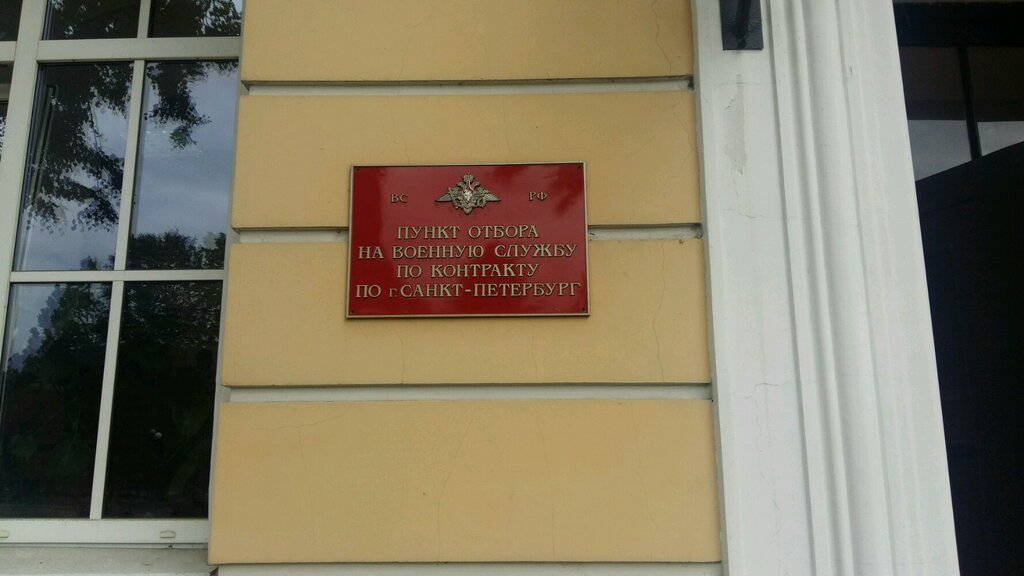 ВС РФ
ПУНКТ ОТБОРА
НА ВОЕННУЮ СЛУЖБУ
ПО КОНТРАКТУ
ПО г. САНКТ-ПЕТЕРБУРГ